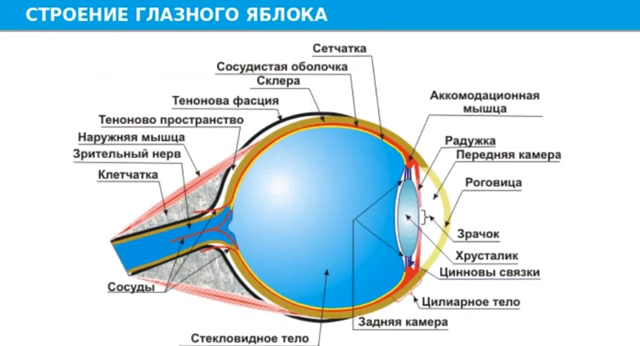 СТРОЕНИЕ ГЛАЗНОГО ЯБЛОКА
Сетчатка
Сосудистая оболочка
Склера
Тенонова фасция
Теноново пространство
Наружняя мышца
Зрительный нерв
Клетчатка
Сосуды
Стекловидное тело
Аккомодационная
мышца
Радужка
Передняя камера
Роговица
Зрачок
Хрусталик
Цинновы связки
Цилиарное тело
Задняя камера